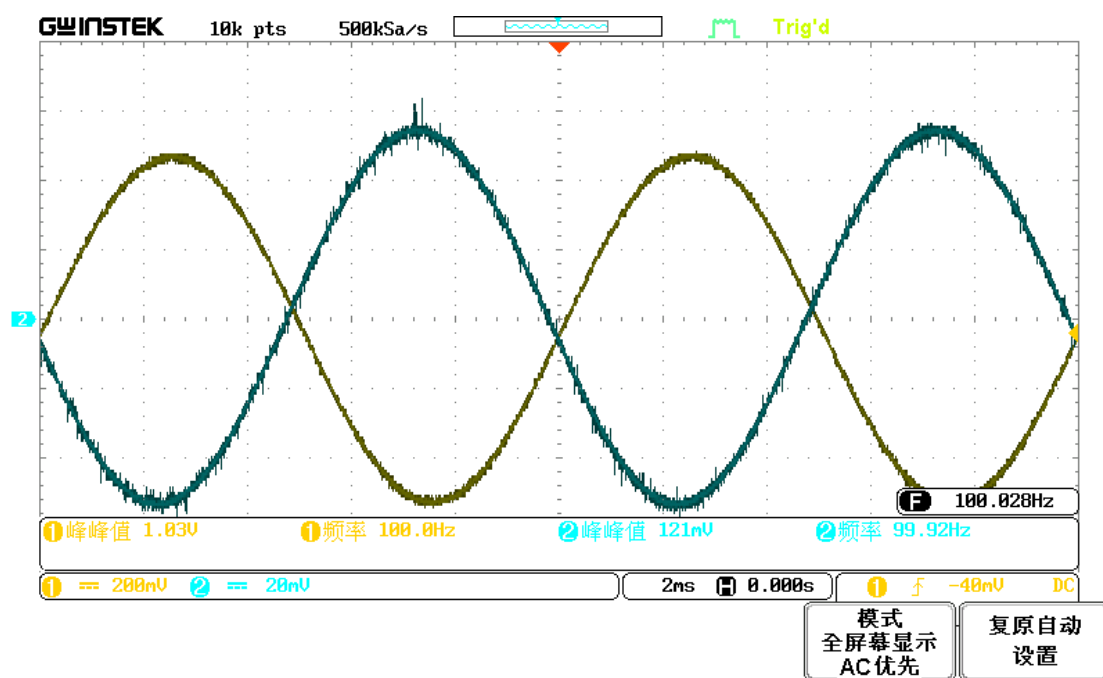 GWINSTEK 10k pts 500kSa/s Trig'd
2
F 100.028Hz
1 峰峰值 1.03V 1 频率 100.0Hz 2 峰峰值 121mV 2 频率 99.92Hz
1 200mV 2 20mV 2ms H 0.000s 1 -40mV DC
模式
全屏幕显示
AC优先
复原自动
设置